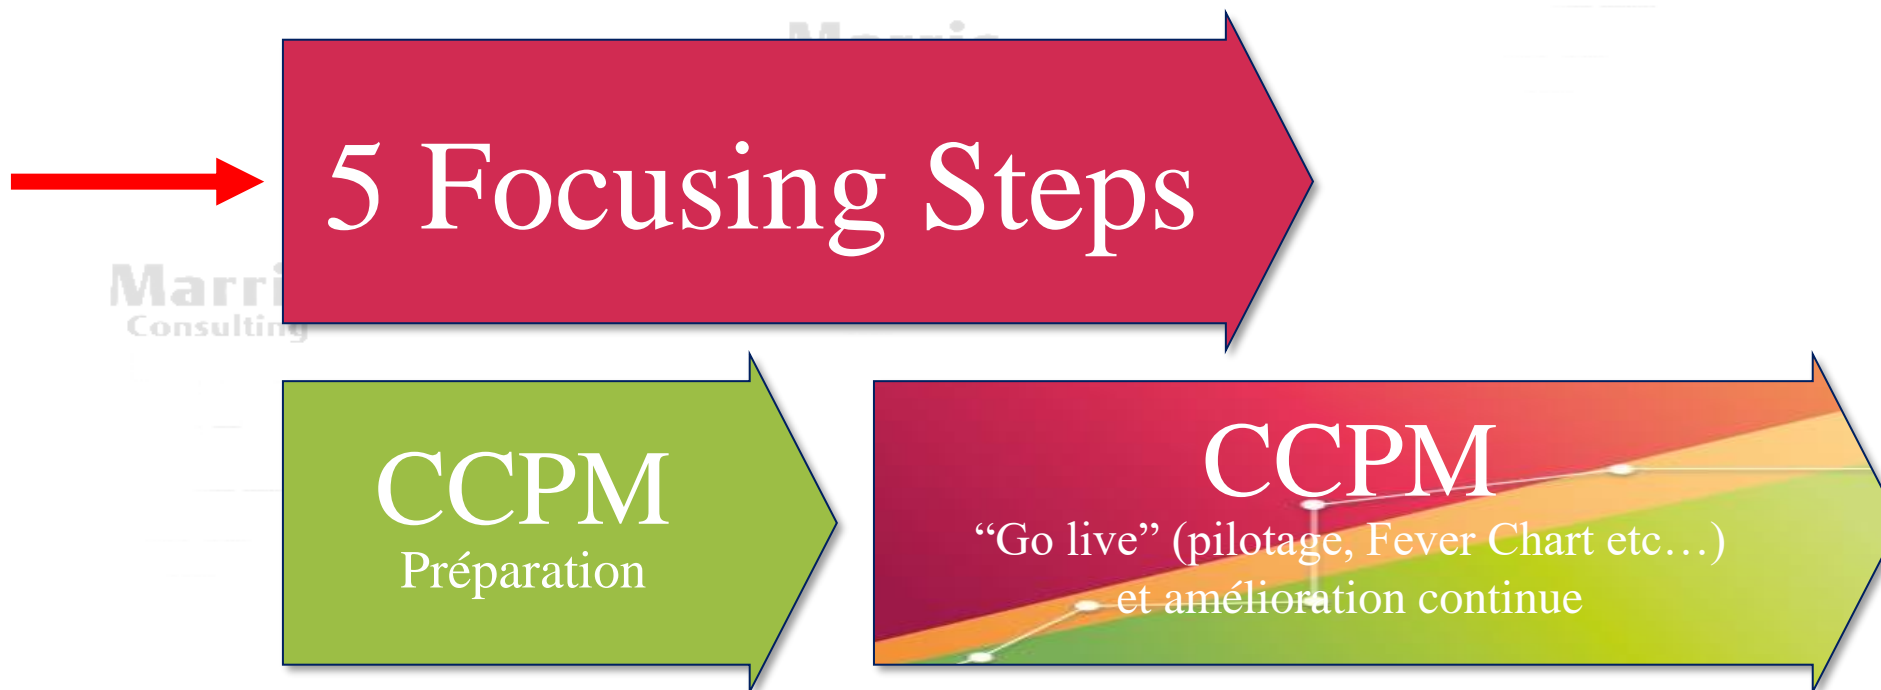 5 Focusing Steps
Marri
Consulting
CCPM
Préparation
CCPM
“Go live” (pilotage, Fever Chart etc…)
et amélioration continue